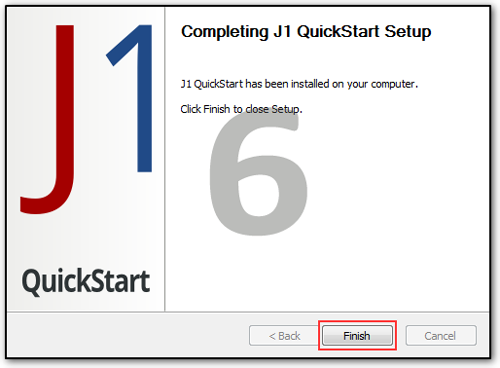 J1
QuickStart
Completing J1 QuickStart Setup
J1 QuickStart has been installed on your computer.
Click Finish to close Setup.
6
< Back
Finish
Cancel